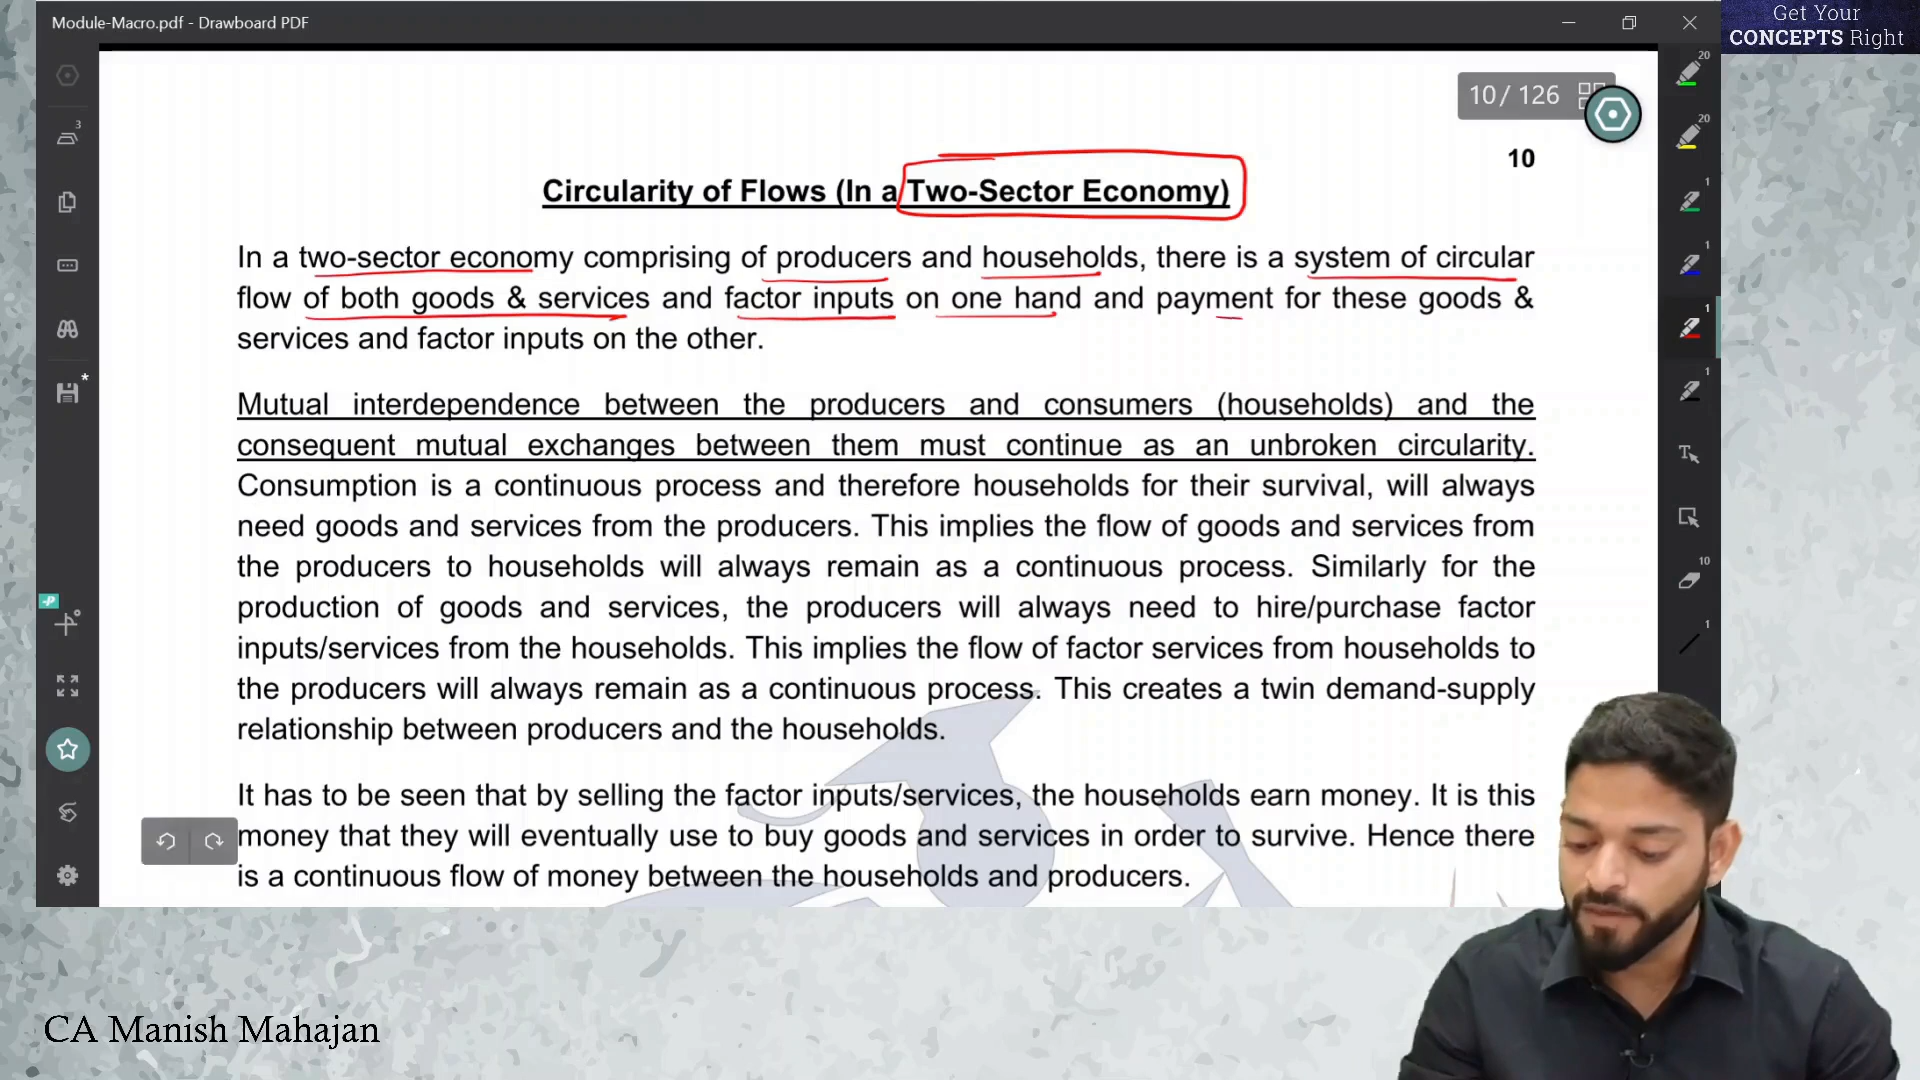 Module-Macro.pdf - Drawboard PDF
Get Your
CONCEPTS Right
10 / 126
10
Circularity of Flows (In a Two-Sector Economy)
In a two-sector economy comprising of producers and households, there is a system of circular
flow of both goods & services and factor inputs on one hand and payment for these goods &
services and factor inputs on the other.
Mutual interdependence between the producers and consumers (households) and the
consequent mutual exchanges between them must continue as an unbroken circularity.
Consumption is a continuous process and therefore households for their survival, will always
need goods and services from the producers. This implies the flow of goods and services from
the producers to households will always remain as a continuous process. Similarly for the
production of goods and services, the producers will always need to hire/purchase factor
inputs/services from the households. This implies the flow of factor services from households to
the producers will always remain as a continuous process. This creates a twin demand-supply
relationship between producers and the households.
It has to be seen that by selling the factor inputs/services, the households earn money. It is this
money that they will eventually use to buy goods and services in order to survive. Hence there
is a continuous flow of money between the households and producers.
3
P
20
20
1
1
1
1
10
1
CA Manish Mahajan